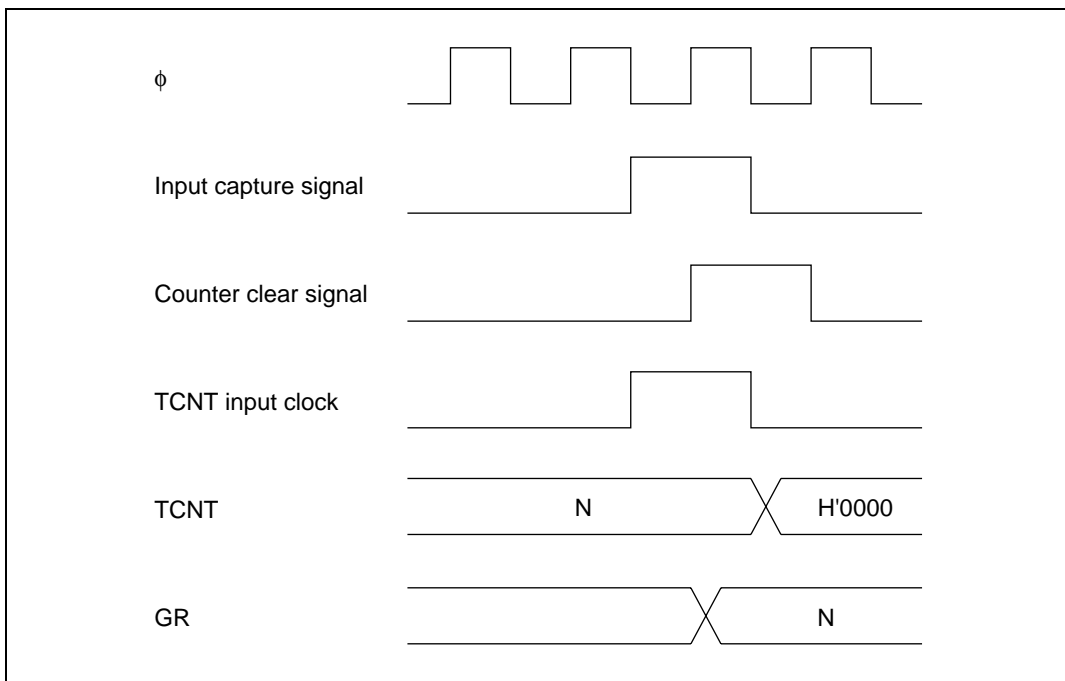 ϕ
Input capture signal
Counter clear signal
TCNT input clock
TCNT N H'0000
GR N